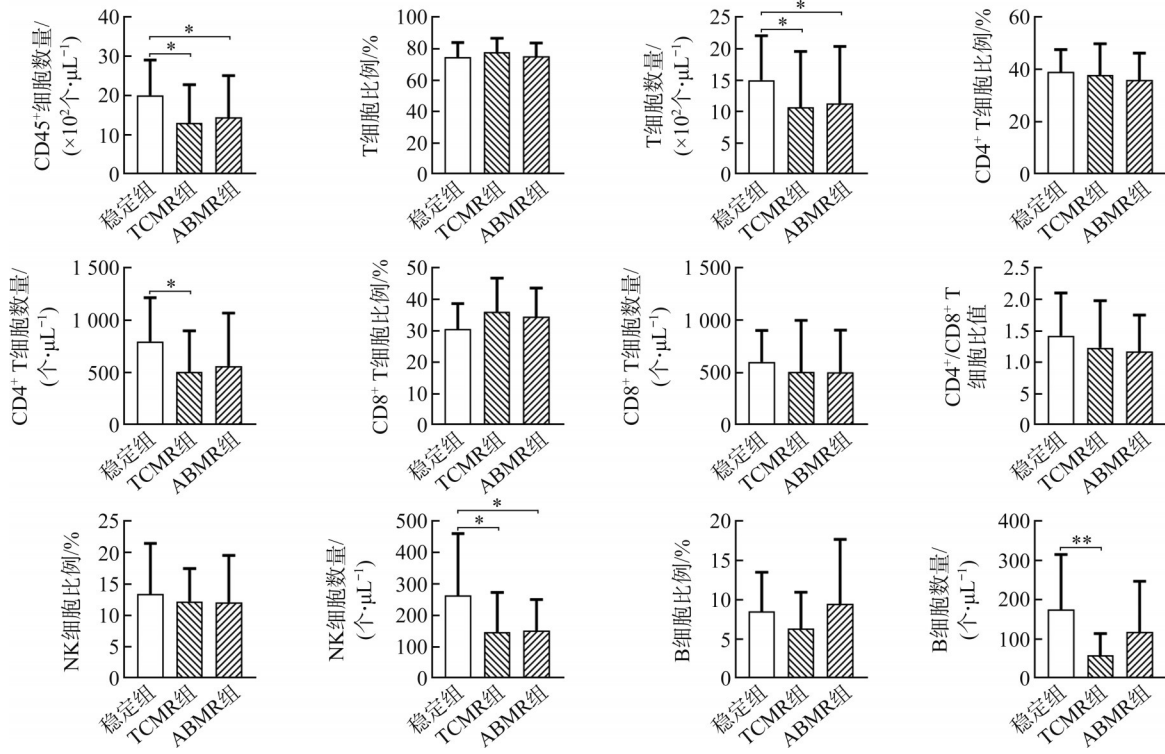 CD45⁺细胞数量/
(×10²个·μL⁻¹)
40
30
20
10
0
*
*
稳定组
TCMR组
ABMR组
T细胞比例/%
100
80
60
40
20
0
稳定组
TCMR组
ABMR组
T细胞数量/
(×10²个·μL⁻¹)
25
20
15
10
5
0
*
*
稳定组
TCMR组
ABMR组
CD4⁺ T细胞比例/%
60
40
20
0
稳定组
TCMR组
ABMR组
CD4⁺ T细胞数量/
(个·μL⁻¹)
1 500
1 000
500
0
*
稳定组
TCMR组
ABMR组
CD8⁺ T细胞比例/%
50
40
30
20
10
0
稳定组
TCMR组
ABMR组
CD8⁺ T细胞数量/
(个·μL⁻¹)
1 500
1 000
500
0
稳定组
TCMR组
ABMR组
CD4⁺/CD8⁺ T
细胞比值
2.5
2.0
1.5
1.0
5
0
稳定组
TCMR组
ABMR组
NK细胞比例/%
25
20
15
10
5
0
稳定组
TCMR组
ABMR组
NK细胞数量/
(个·μL⁻¹)
500
400
300
200
100
0
*
*
稳定组
TCMR组
ABMR组
B细胞比例/%
20
15
10
5
0
稳定组
TCMR组
ABMR组
B细胞数量/
(个·μL⁻¹)
400
300
200
100
0
**
稳定组
TCMR组
ABMR组